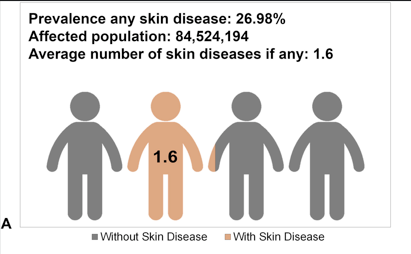 Prevalence any skin disease: 26.98%
Affected population: 84,524,194
Average number of skin diseases if any: 1.6
1.6
A
Without Skin Disease With Skin Disease